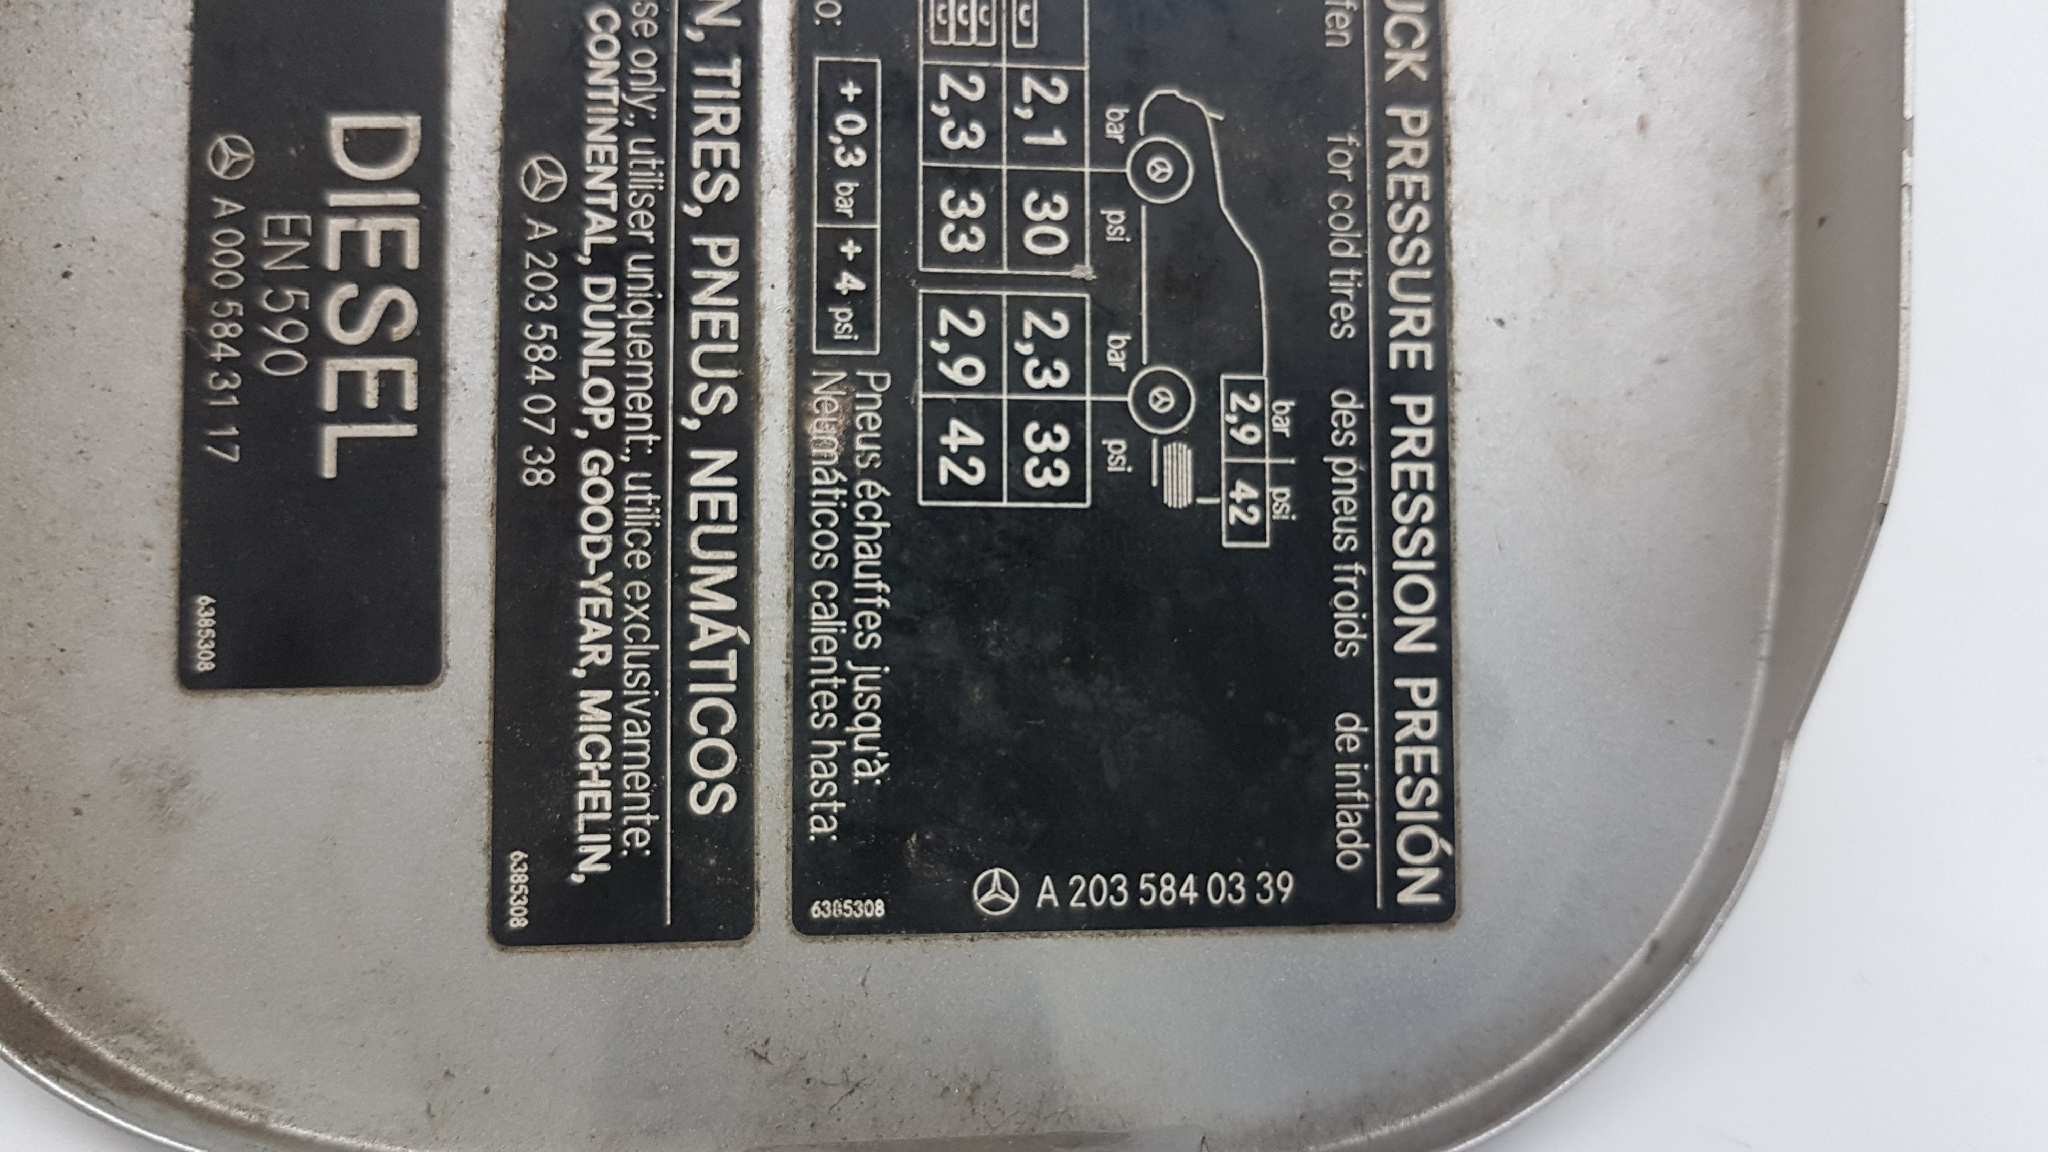 UCK PRESSURE PRESSION PRESIÓN
fen for cold tires des pneus froids de inflado
bar psi
2,9 42
bar psi bar psi
2,1 30 2,3 33
2,3 33 2,9 42
A 203 584 03 39
o: +0,3 bar +4 psi Pneus échauffes jusqu'à:
Neumáticos calientes hasta:
6385308
N, TIRES, PNEUS, NEUMÁTICOS
se only:, utiliser uniquement:, utilice exclusivamente:
CONTINENTAL, DUNLOP, GOOD-YEAR, MICHELIN,
A 203 584 07 38
6385308
DIESEL
EN 590
A 000 584 31 17
6385308